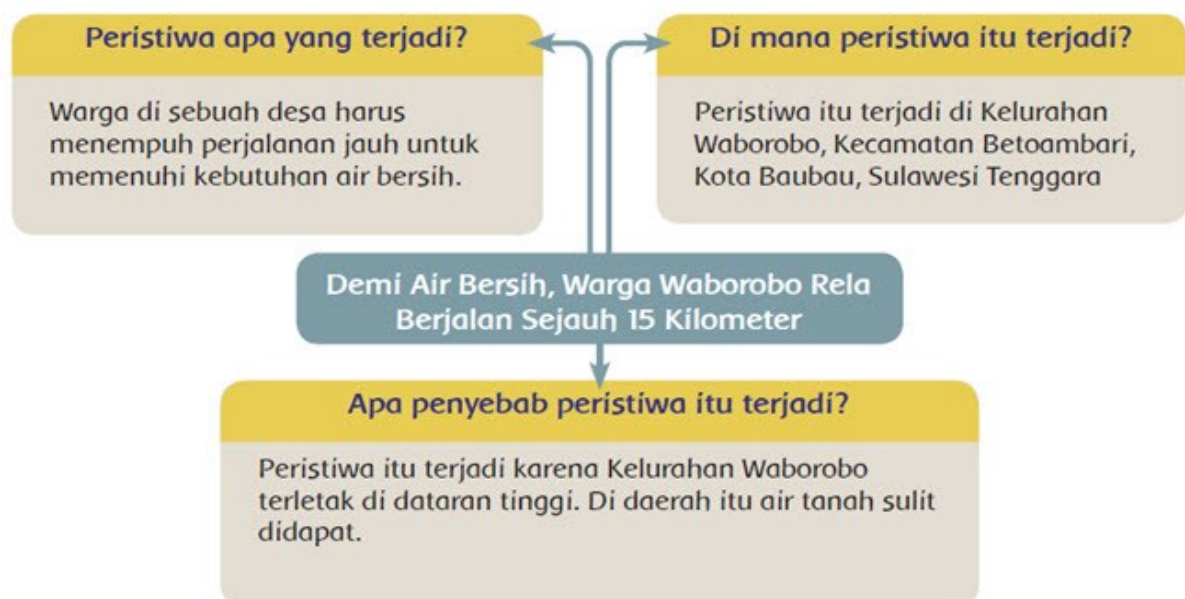 Peristiwa apa yang terjadi?
Warga di sebuah desa harus
menempuh perjalanan jauh untuk
memenuhi kebutuhan air bersih.
Di mana peristiwa itu terjadi?
Peristiwa itu terjadi di Kelurahan
Waborobo, Kecamatan Betoambari,
Kota Baubau, Sulawesi Tenggara
Demi Air Bersih, Warga Waborobo Rela
Berjalan Sejauh 15 Kilometer
Apa penyebab peristiwa itu terjadi?
Peristiwa itu terjadi karena Kelurahan Waborobo
terletak di dataran tinggi. Di daerah itu air tanah sulit
didapat.